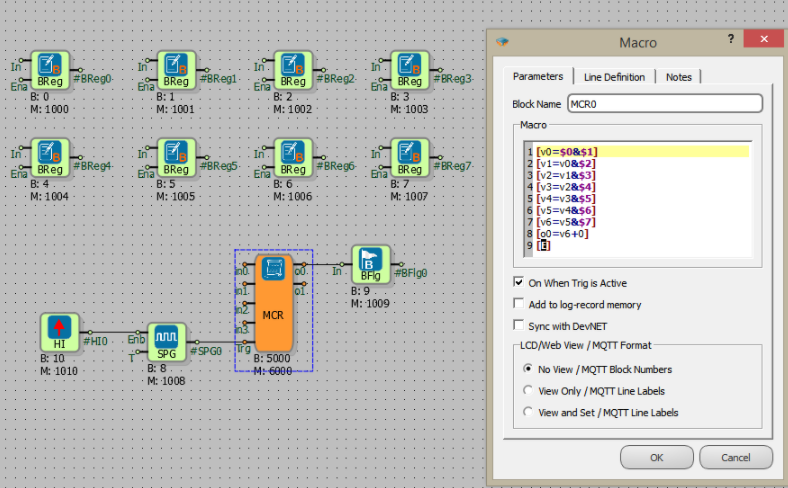 Macro
?
×
Parameters
Line Definition
Notes
Block Name
MCR0
Macro
1 [v0=$0&$1]
2 [v1=v0&$2]
3 [v2=v1&$3]
4 [v3=v2&$4]
5 [v4=v3&$5]
6 [v5=v4&$6]
7 [v6=v5&$7]
8 [o0=v6+0]
On When Trig is Active
Add to log-record memory
Sync with DevNET
LCD/Web View / MQTT Format
No View / MQTT Block Numbers
View Only / MQTT Line Labels
View and Set / MQTT Line Labels
OK
Cancel
In
Ena
BReg
#BReg0
B: 0
M: 1000
In
Ena
BReg
#BReg1
B: 1
M: 1001
In
Ena
BReg
#BReg2
B: 2
M: 1002
In
Ena
BReg
#BReg3
B: 3
M: 1003
In
Ena
BReg
#BReg4
B: 4
M: 1004
In
Ena
BReg
#BReg5
B: 5
M: 1005
In
Ena
BReg
#BReg6
B: 6
M: 1006
In
Ena
BReg
#BReg7
B: 7
M: 1007
in0
in1
in2
in3
Trg
MCR
o0
o1
B: 5000
M: 6000
In
B
BFlg
#BFlg0
B: 9
M: 1009
HI
#HI0
B: 10
M: 1010
Enb
T
SPG
#SPG0
B: 8
M: 1008